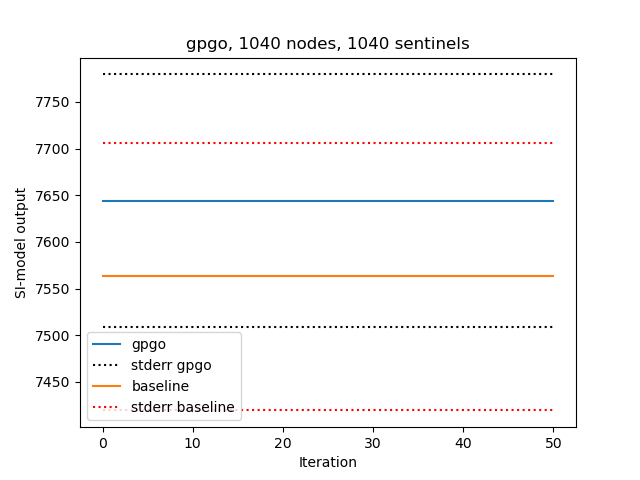 gpgo, 1040 nodes, 1040 sentinels
SI-model output
7750
7700
7650
7600
7550
7500
7450
gpgo
stderr gpgo
baseline
stderr baseline
0 10 20 30 40 50
Iteration